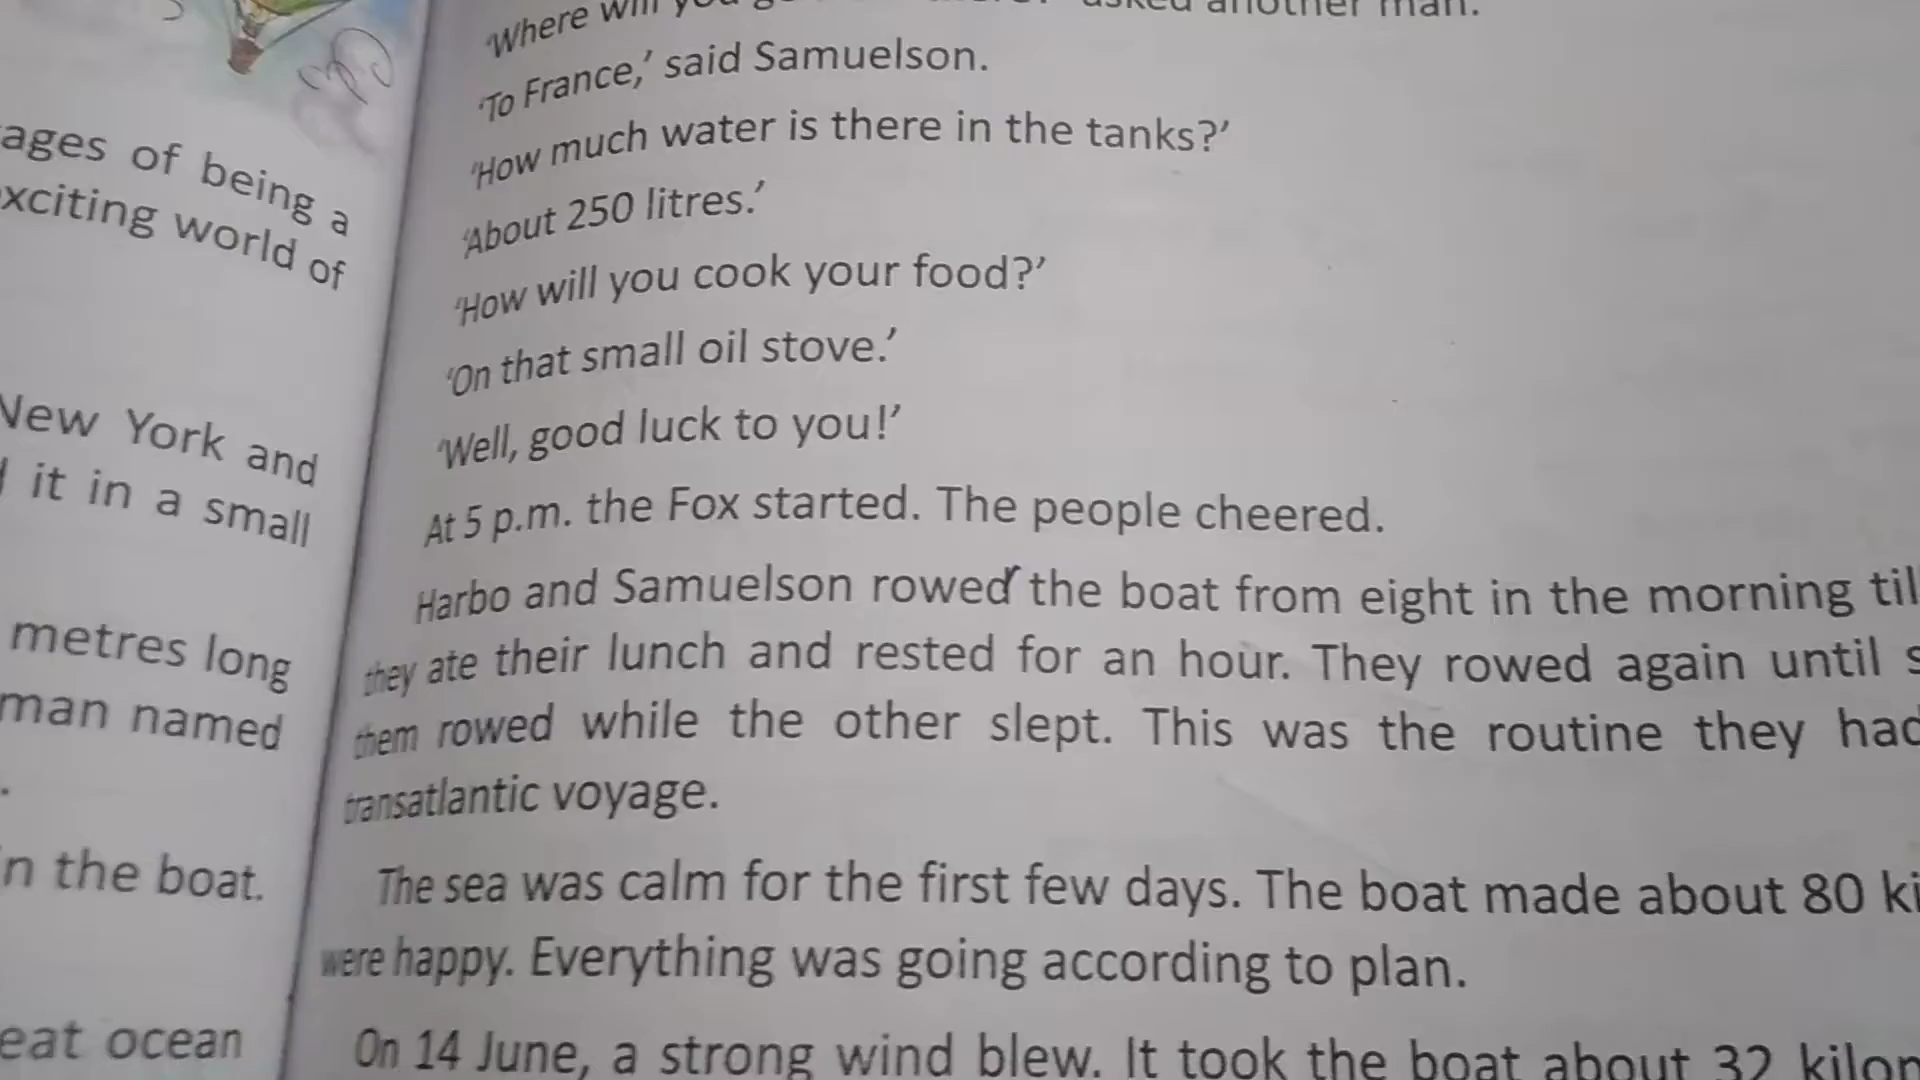 ages of being a
xciting world of
New York and
it in a small
metres long
man named
.
n the boat.
eat ocean
'Where will asked another man.
'To France,' said Samuelson.
'How much water is there in the tanks?'
'About 250 litres.'
'How will you cook your food?'
'On that small oil stove.'
'Well, good luck to you!'
At 5 p.m. the Fox started. The people cheered.
Harbo and Samuelson rowed the boat from eight in the morning til
they ate their lunch and rested for an hour. They rowed again until s
them rowed while the other slept. This was the routine they had
transatlantic voyage.
The sea was calm for the first few days. The boat made about 80 ki
were happy. Everything was going according to plan.
On 14 June, a strong wind blew. It took the boat about 32 kilom